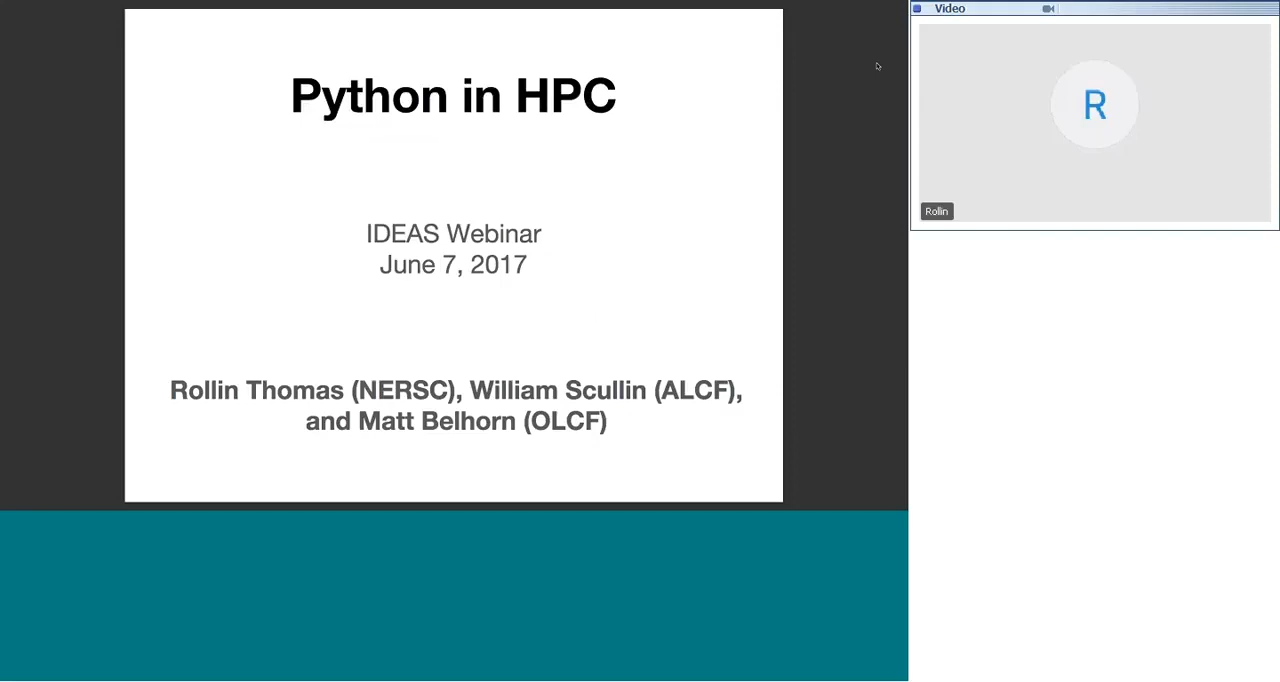 Python in HPC
IDEAS Webinar
June 7, 2017
Rollin Thomas (NERSC), William Scullin (ALCF),
and Matt Belhorn (OLCF)
Video
R
Rolin